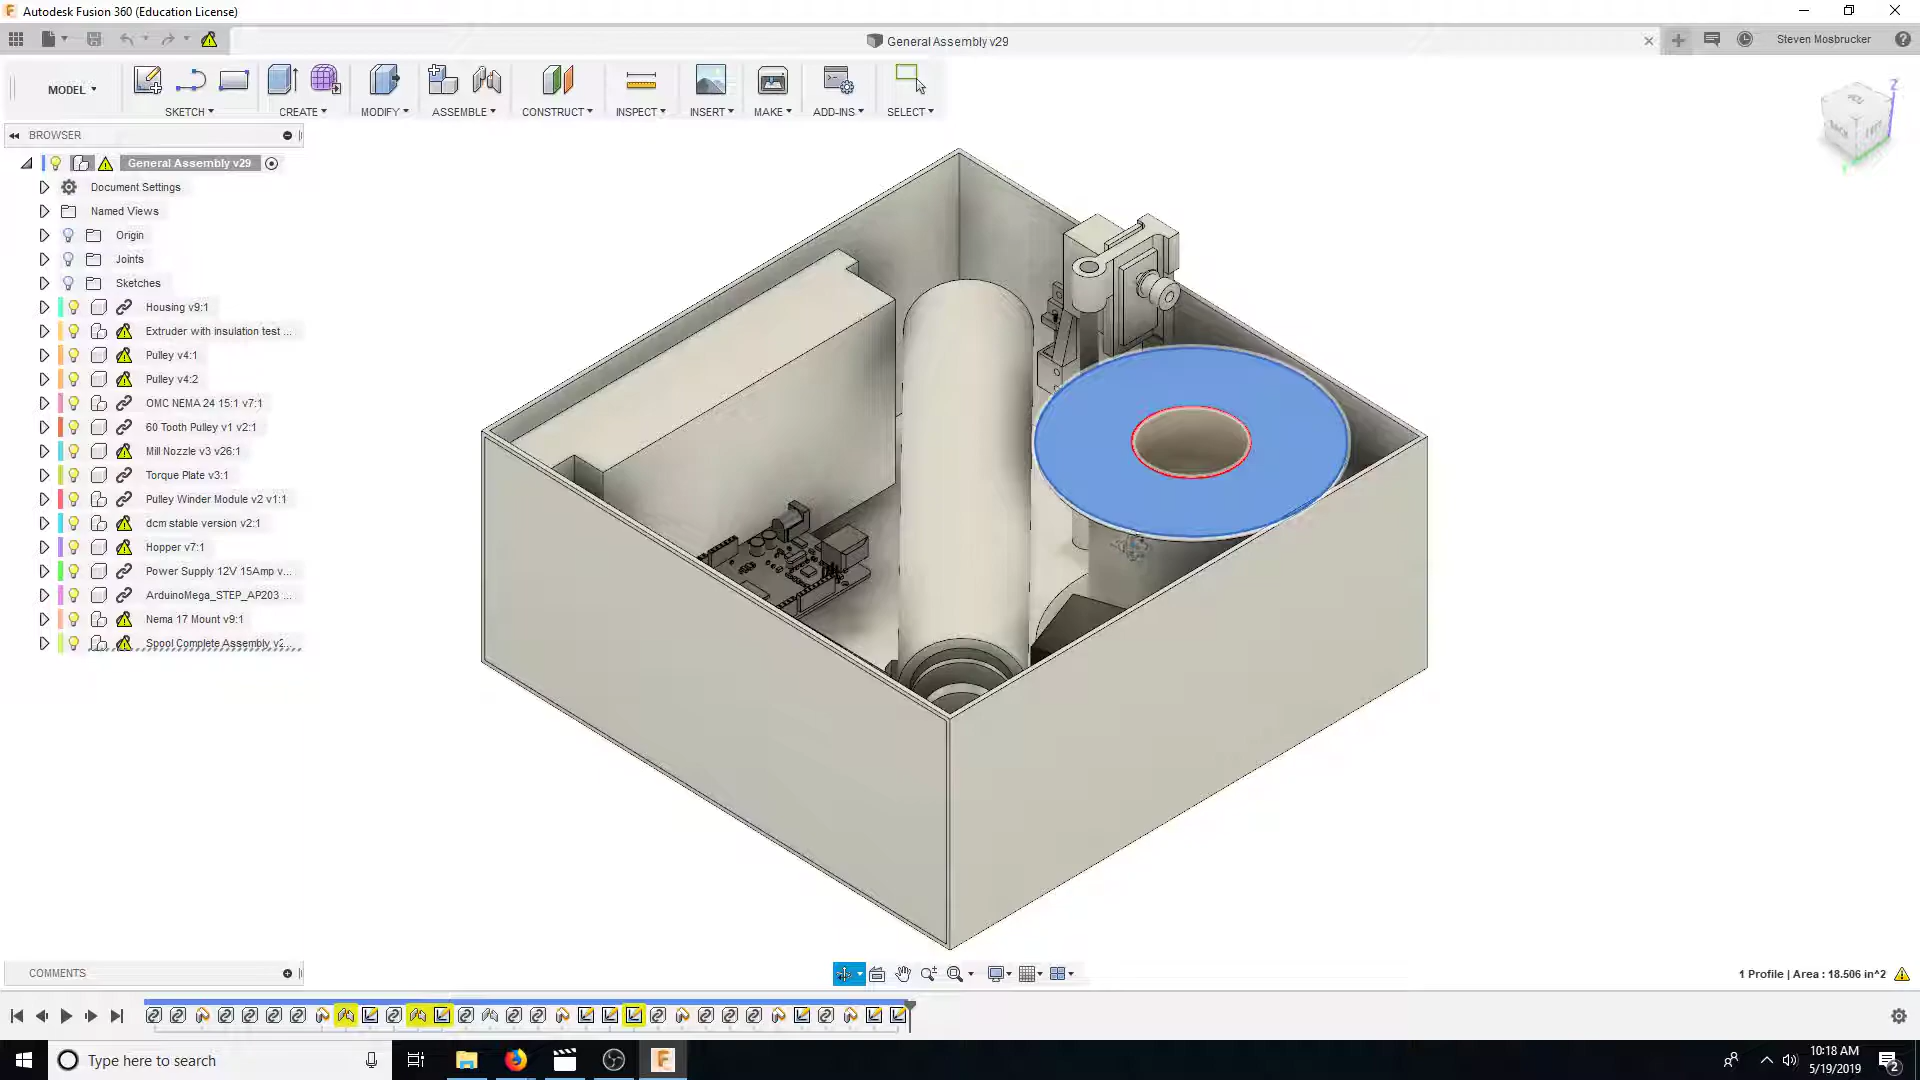 Autodesk Fusion 360 (Education License)
General Assembly v29
Steven Mosbrucker
MODEL
SKETCH
CREATE
MODIFY
ASSEMBLE
CONSTRUCT
INSPECT
INSERT
MAKE
ADD-INS
SELECT
BROWSER
General Assembly v29
Document Settings
Named Views
Origin
Joints
Sketches
Housing v9:1
Extruder with insulation test ...
Pulley v4:1
Pulley v4:2
OMC NEMA 24 15:1 v7:1
60 Tooth Pulley v1 v2:1
Mill Nozzle v3 v26:1
Torque Plate v3:1
Pulley Winder Module v2 v1:1
dcm stable version v2:1
Hopper v7:1
Power Supply 12V 15Amp v...
ArduinoMega_STEP_AP203 ...
Nema 17 Mount v9:1
Spool Complete Assembly v2...
Z
BACK
LEFT
COMMENTS
1 Profile | Area : 18.506 in^2
Type here to search
10:18 AM
5/19/2019
2